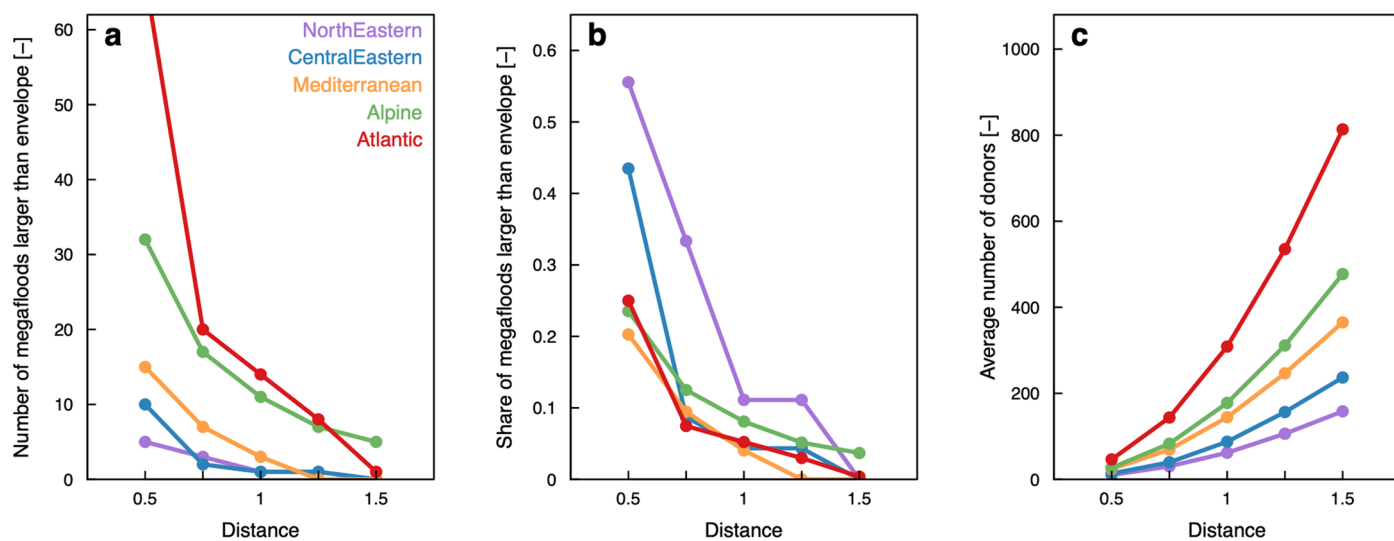 a
NorthEastern
CentralEastern
Mediterranean
Alpine
Atlantic
Number of megafloods larger than envelope [–]
60
50
40
30
20
10
0
0.5
1
1.5
Distance
b
Share of megafloods larger than envelope [–]
0.6
0.5
0.4
0.3
0.2
0.1
0
0.5
1
1.5
Distance
c
Average number of donors [–]
1000
800
600
400
200
0
0.5
1
1.5
Distance